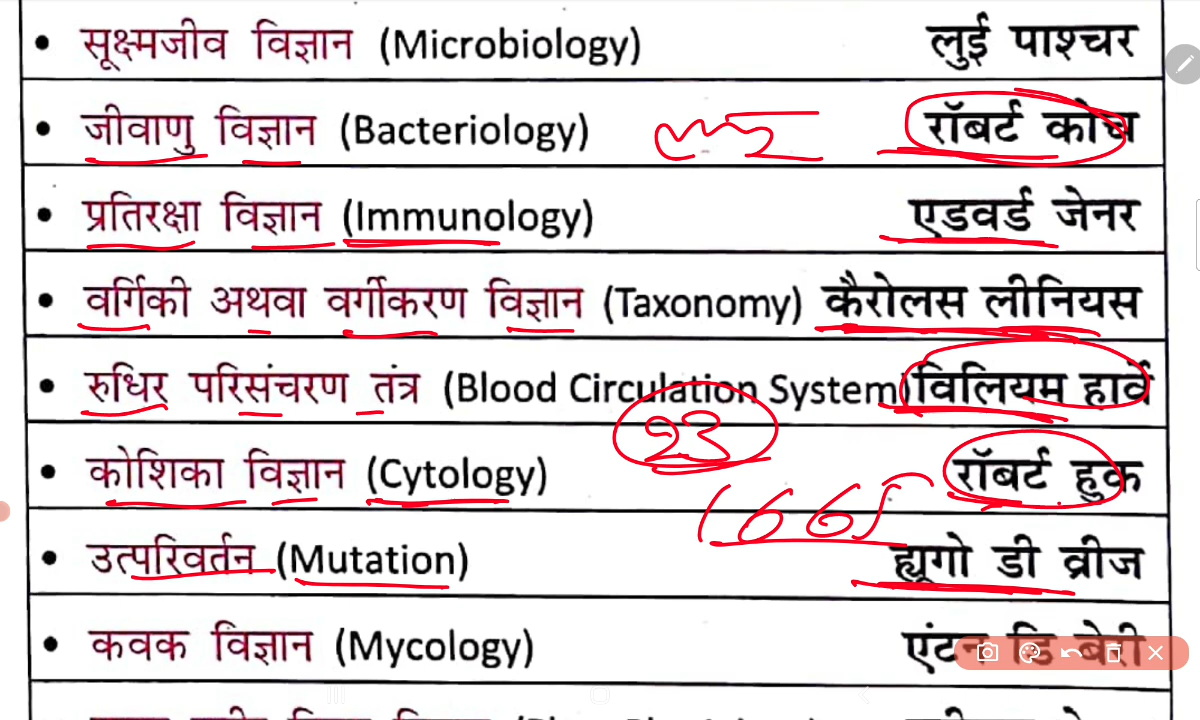 • सूक्ष्मजीव विज्ञान (Microbiology) लुई पाश्चर
• जीवाणु विज्ञान (Bacteriology) रॉबर्ट कोच
• प्रतिरक्षा विज्ञान (Immunology) एडवर्ड जेनर
• वर्गिकी अथवा वर्गीकरण विज्ञान (Taxonomy) कैरोलस लीनियस
• रुधिर परिसंचरण तंत्र (Blood Circulation System) विलियम हार्वे
23
• कोशिका विज्ञान (Cytology) रॉबर्ट हुक
1665
• उत्परिवर्तन (Mutation) ह्यूगो डी व्रीज
• कवक विज्ञान (Mycology) एंटन डि बेरी